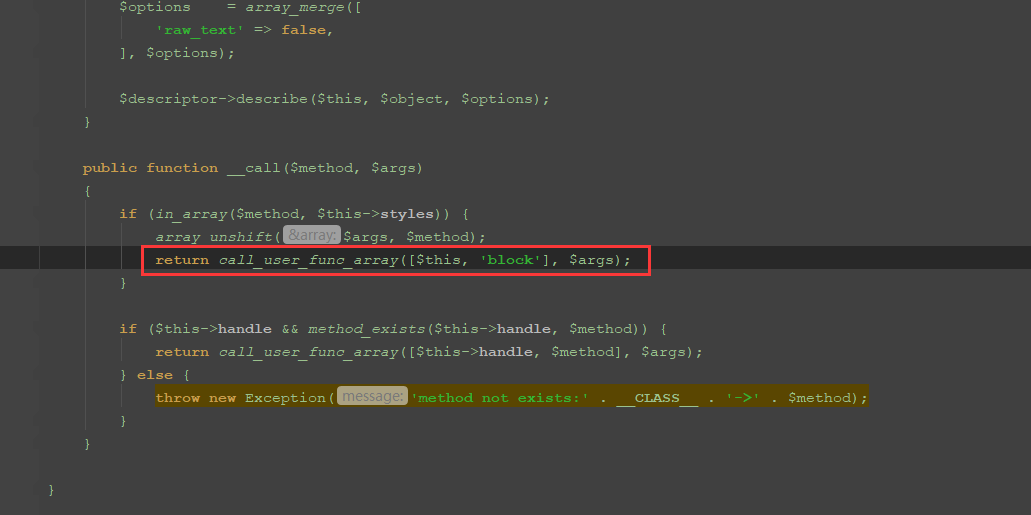 $options    = array_merge([
'raw_text' => false,
], $options);
$descriptor->describe($this, $object, $options);
}
public function __call($method, $args)
{
if (in_array($method, $this->styles)) {
array_unshift( &array: $args, $method);
return call_user_func_array([$this, 'block'], $args);
}
if ($this->handle && method_exists($this->handle, $method)) {
return call_user_func_array([$this->handle, $method], $args);
} else {
throw new Exception( message: 'method not exists:' . __CLASS__ . '->' . $method);
}
}
}